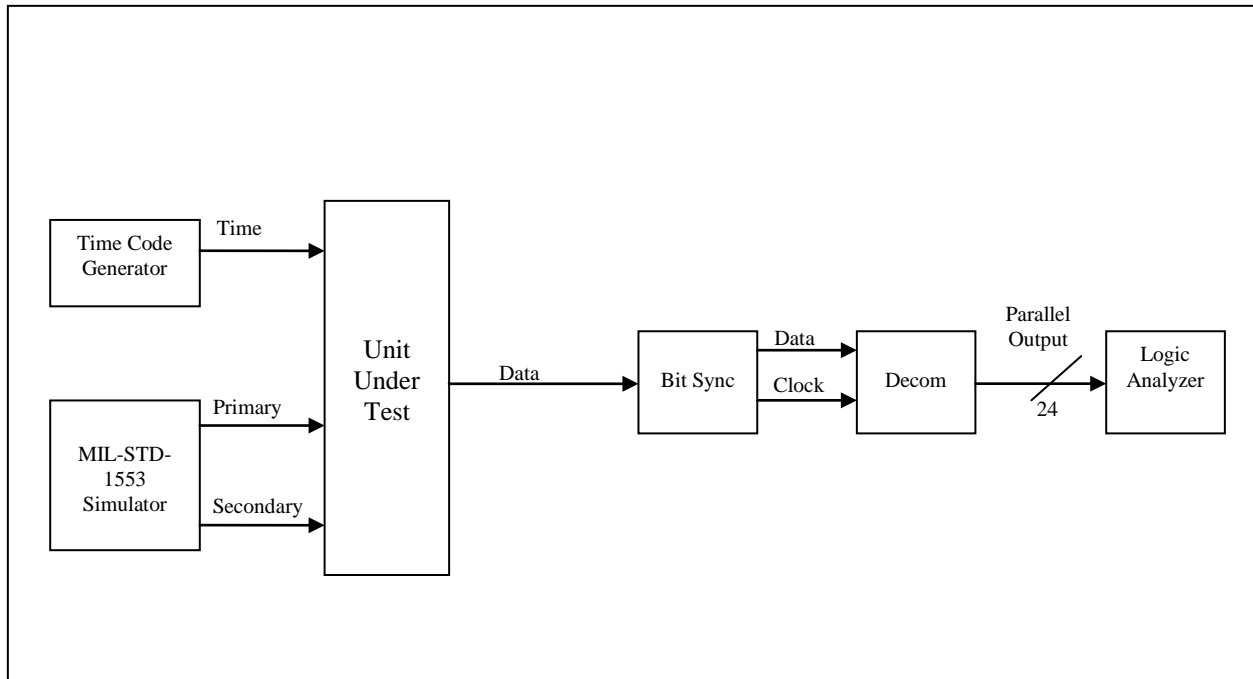 Time Code
Generator
Time
MIL-STD-
1553
Simulator
Primary
Secondary
Unit
Under
Test
Data
Bit Sync
Data
Clock
Decom
Parallel
Output
24
Logic
Analyzer